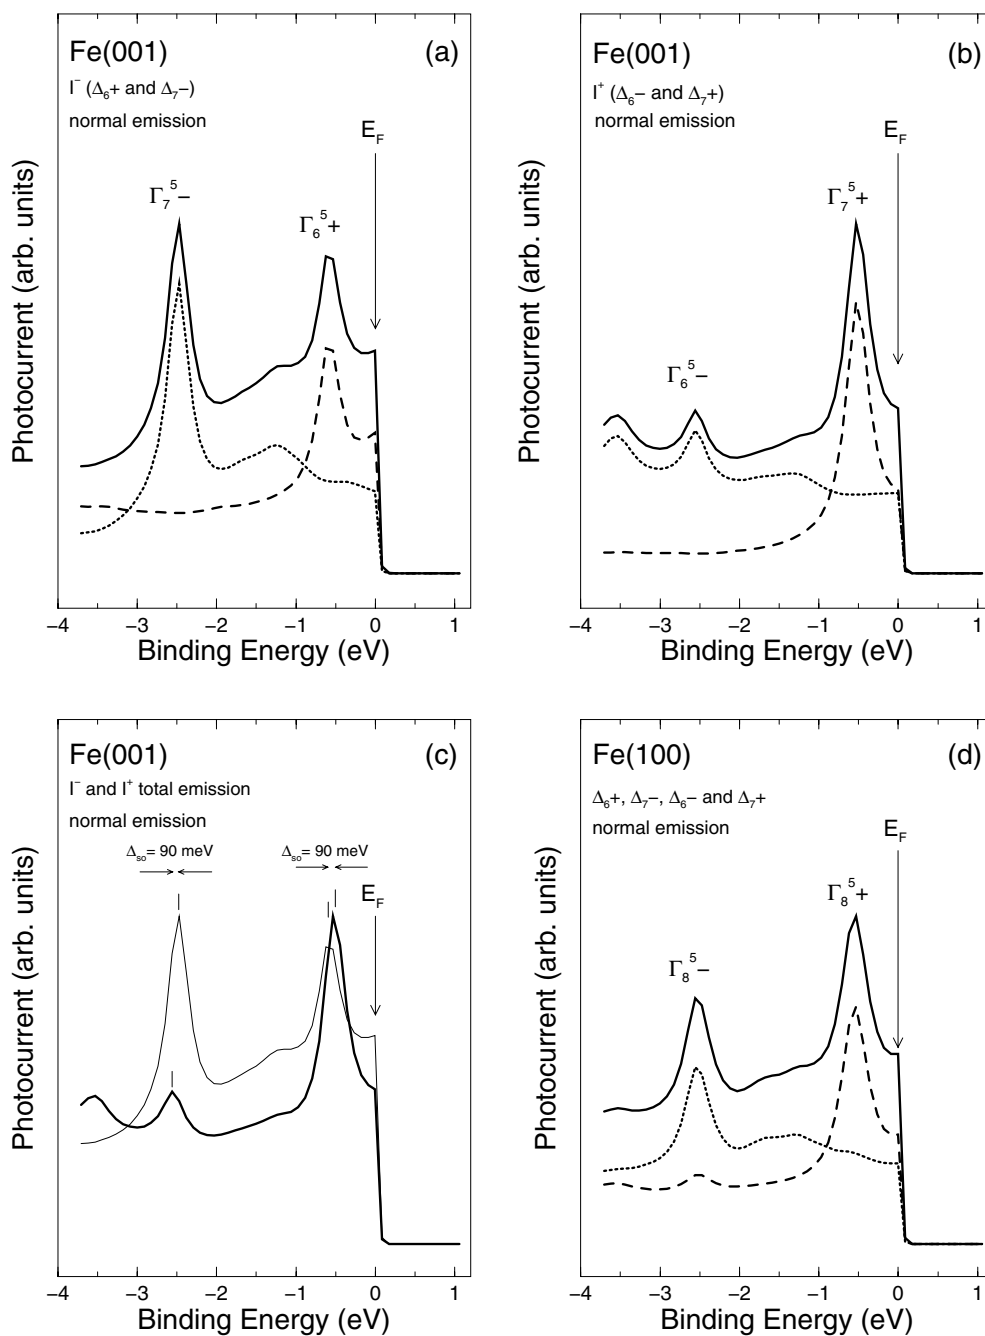 Fe(001) (a)
I⁻ (Δ₆+ and Δ₇−)
normal emission
E_F
Γ₇⁵−
Γ₆⁵+
Photocurrent (arb. units)
−4 −3 −2 −1 0 1
Binding Energy (eV)
Fe(001) (b)
I⁺ (Δ₆− and Δ₇+)
normal emission
E_F
Γ₇⁵+
Γ₆⁵−
Photocurrent (arb. units)
−4 −3 −2 −1 0 1
Binding Energy (eV)
Fe(001) (c)
I⁻ and I⁺ total emission
normal emission
Δ_so= 90 meV Δ_so= 90 meV
E_F
Photocurrent (arb. units)
−4 −3 −2 −1 0 1
Binding Energy (eV)
Fe(100) (d)
Δ₆+, Δ₇−, Δ₆− and Δ₇+
normal emission
E_F
Γ₈⁵+
Γ₈⁵−
Photocurrent (arb. units)
−4 −3 −2 −1 0 1
Binding Energy (eV)